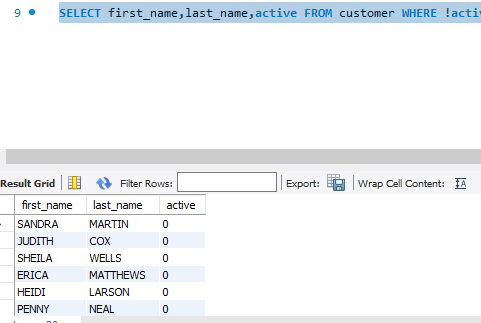 9 SELECT first_name,last_name,active FROM customer WHERE
Result Grid Filter Rows: Export: Wrap Cell Content:
first_name last_name active
SANDRA MARTIN 0
JUDITH COX 0
SHEILA WELLS 0
ERICA MATTHEWS 0
HEIDI LARSON 0
PENNY NEAL 0